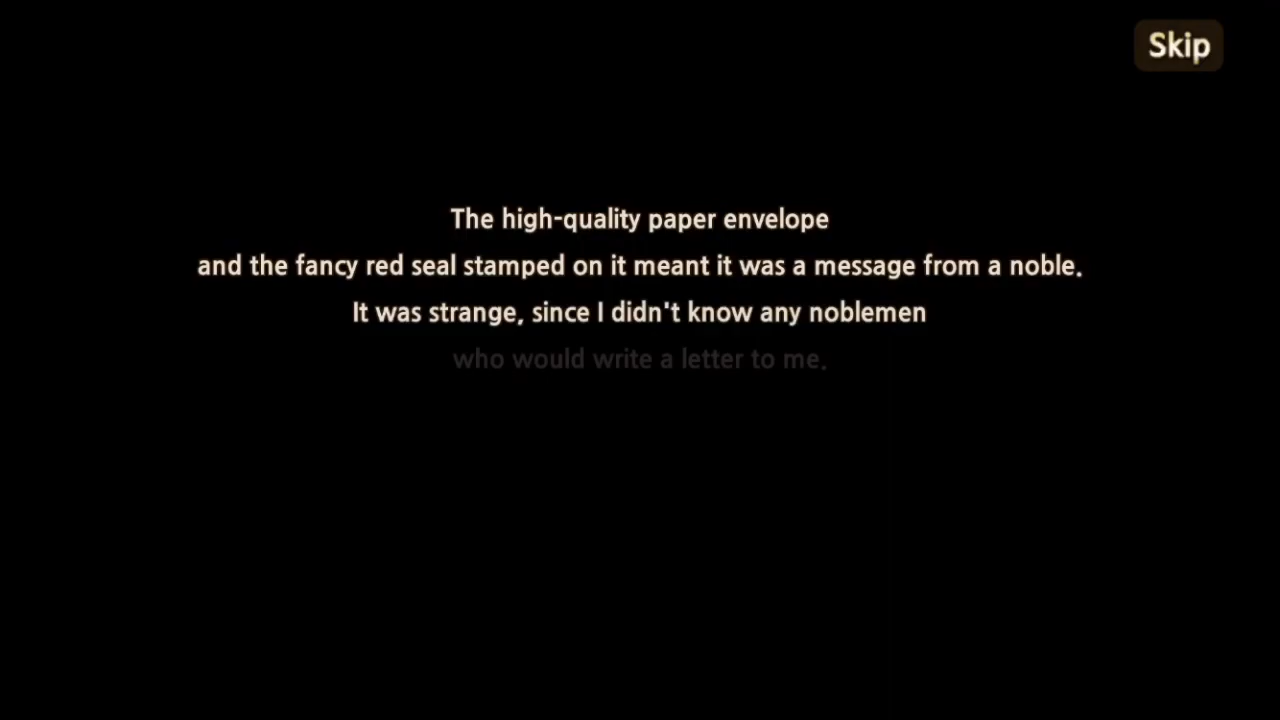 Skip
The high-quality paper envelope
and the fancy red seal stamped on it meant it was a message from a noble.
It was strange, since I didn't know any noblemen
who would write a letter to me.